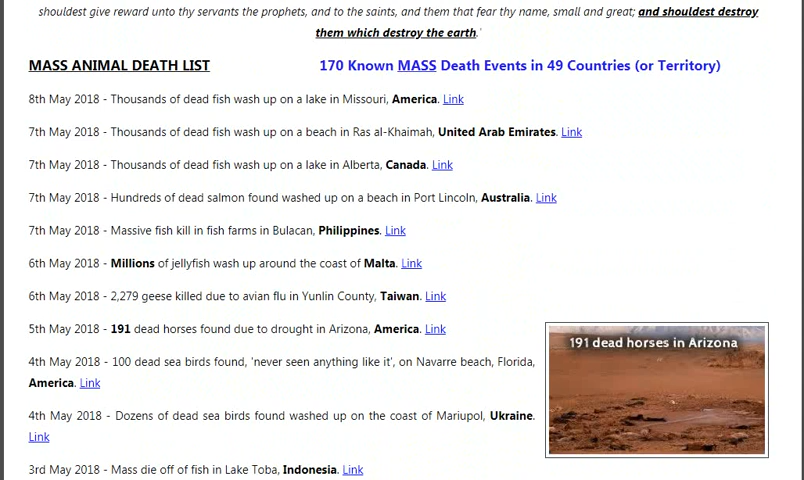 shouldest give reward unto thy servants the prophets, and to the saints, and them that fear thy name, small and great; and shouldest destroy
them which destroy the earth.'
MASS ANIMAL DEATH LIST 170 Known MASS Death Events in 49 Countries (or Territory)
8th May 2018 - Thousands of dead fish wash up on a lake in Missouri, America. Link
7th May 2018 - Thousands of dead fish wash up on a beach in Ras al-Khaimah, United Arab Emirates. Link
7th May 2018 - Thousands of dead fish wash up on a lake in Alberta, Canada. Link
7th May 2018 - Hundreds of dead salmon found washed up on a beach in Port Lincoln, Australia. Link
7th May 2018 - Massive fish kill in fish farms in Bulacan, Philippines. Link
6th May 2018 - Millions of jellyfish wash up around the coast of Malta. Link
6th May 2018 - 2,279 geese killed due to avian flu in Yunlin County, Taiwan. Link
5th May 2018 - 191 dead horses found due to drought in Arizona, America. Link
191 dead horses in Arizona
4th May 2018 - 100 dead sea birds found, 'never seen anything like it', on Navarre beach, Florida,
America. Link
4th May 2018 - Dozens of dead sea birds found washed up on the coast of Mariupol, Ukraine.
Link
3rd May 2018 - Mass die off of fish in Lake Toba, Indonesia. Link